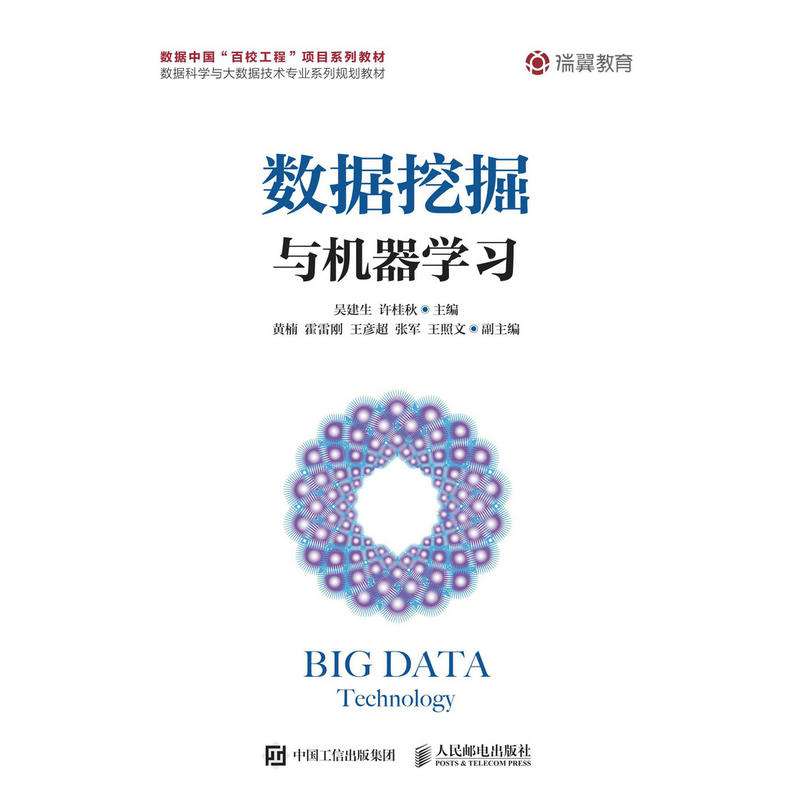 数据中国“百校工程”项目系列教材
数据科学与大数据技术专业系列规划教材
瑞翼教育
数据挖掘
与机器学习
吴建生 许桂秋 主编
黄楠 霍雷刚 王彦超 张军 王照文 副主编
BIG DATA
Technology
中国工信出版集团
人民邮电出版社
POSTS & TELECOM PRESS